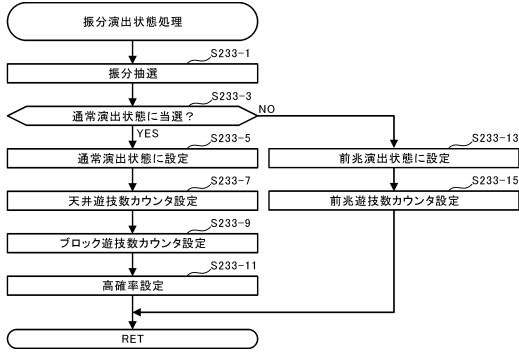 振分演出状態処理
S233-1
振分抽選
S233-3
通常演出状態に当選？
NO
YES
S233-5
通常演出状態に設定
S233-13
前兆演出状態に設定
S233-7
天井遊技数カウンタ設定
S233-15
前兆遊技数カウンタ設定
S233-9
ブロック遊技数カウンタ設定
S233-11
高確率設定
RET